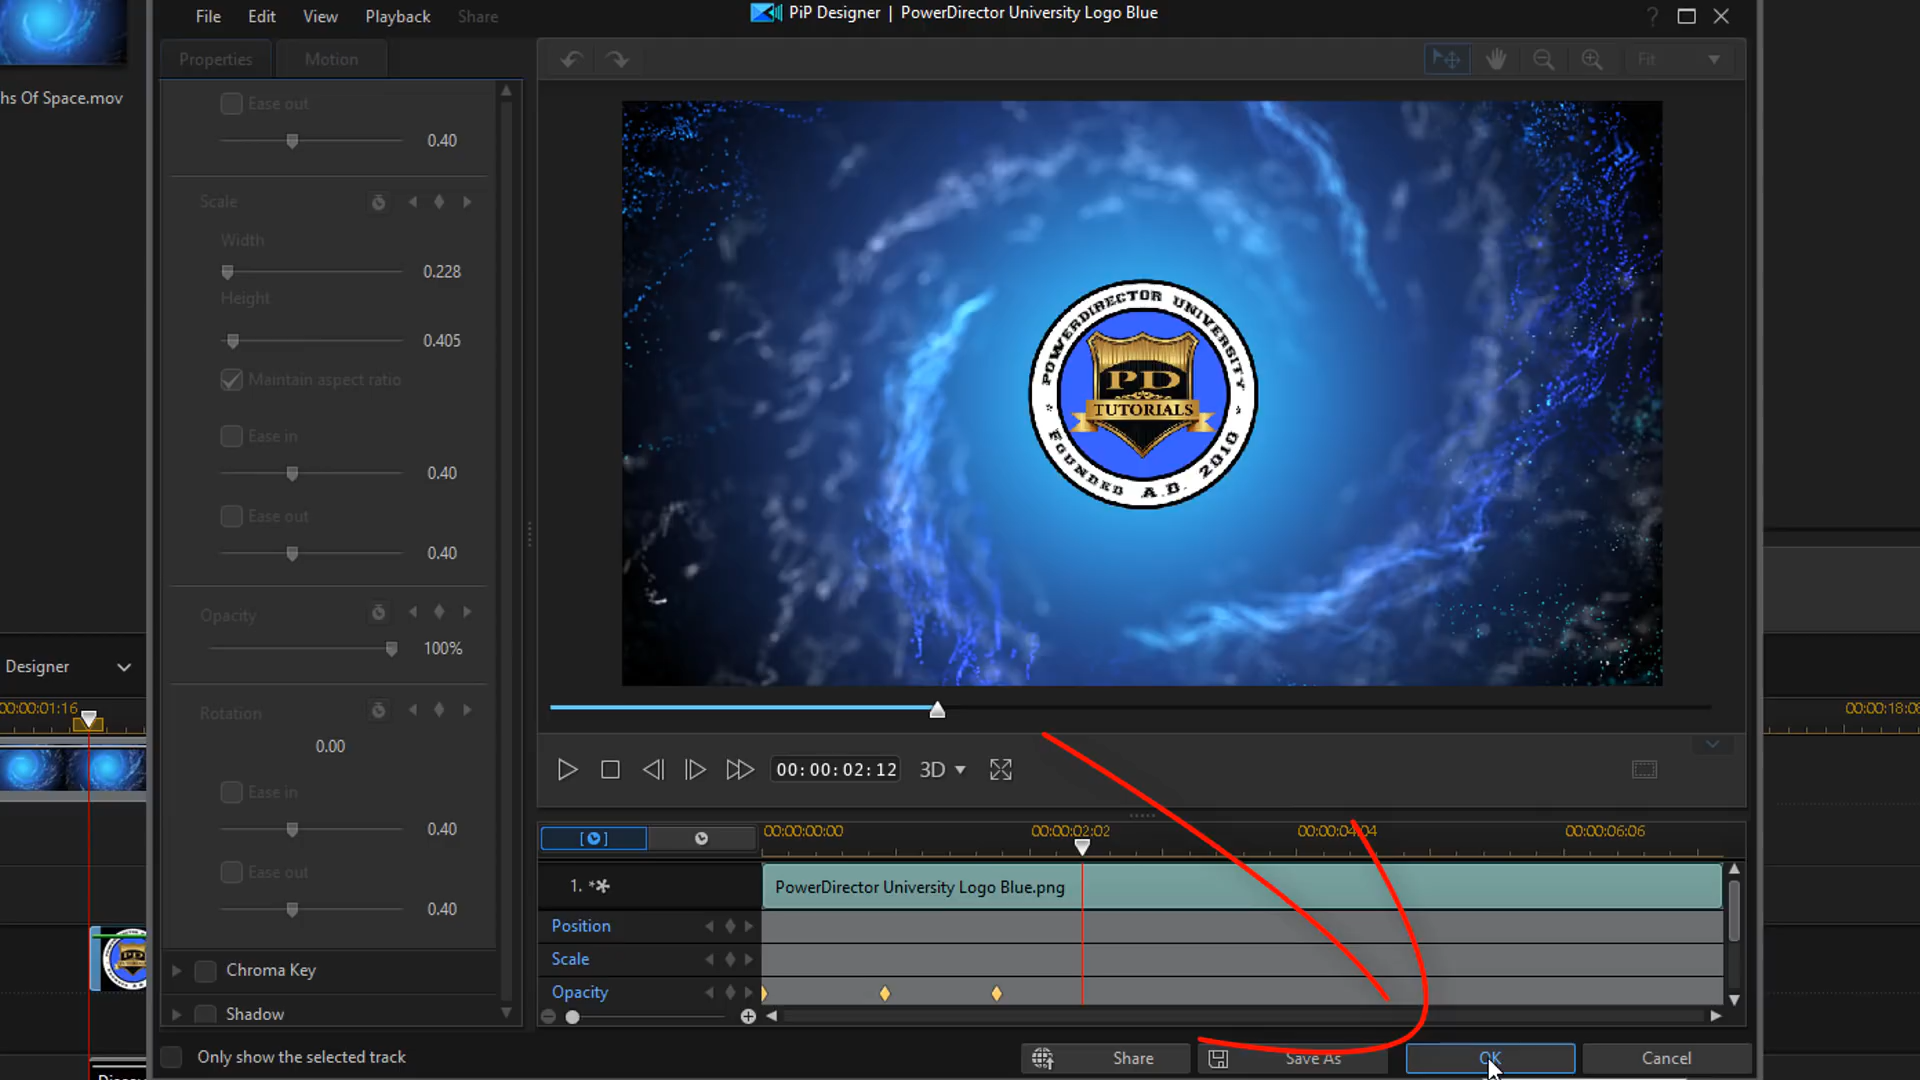 File Edit View Playback Share
PiP Designer | PowerDirector University Logo Blue
?
Properties Motion
Fit
hs Of Space.mov
Ease out
0.40
Scale
Width
0.228
Height
0.405
Maintain aspect ratio
Ease in
0.40
Ease out
0.40
Opacity
100%
Rotation
0.00
Ease in
0.40
Ease out
0.40
Chroma Key
Shadow
POWERDIRECTOR UNIVERSITY
PD
TUTORIALS
FOUNDED A.D. 2010
Designer
00:00:01:16
00:00:18:08
00:00:02:12 3D
00:00:00:00 00:00:02:02 00:00:04:04 00:00:06:06
1. PowerDirector University Logo Blue.png
Position
Scale
Opacity
Only show the selected track
Share Save As OK Cancel